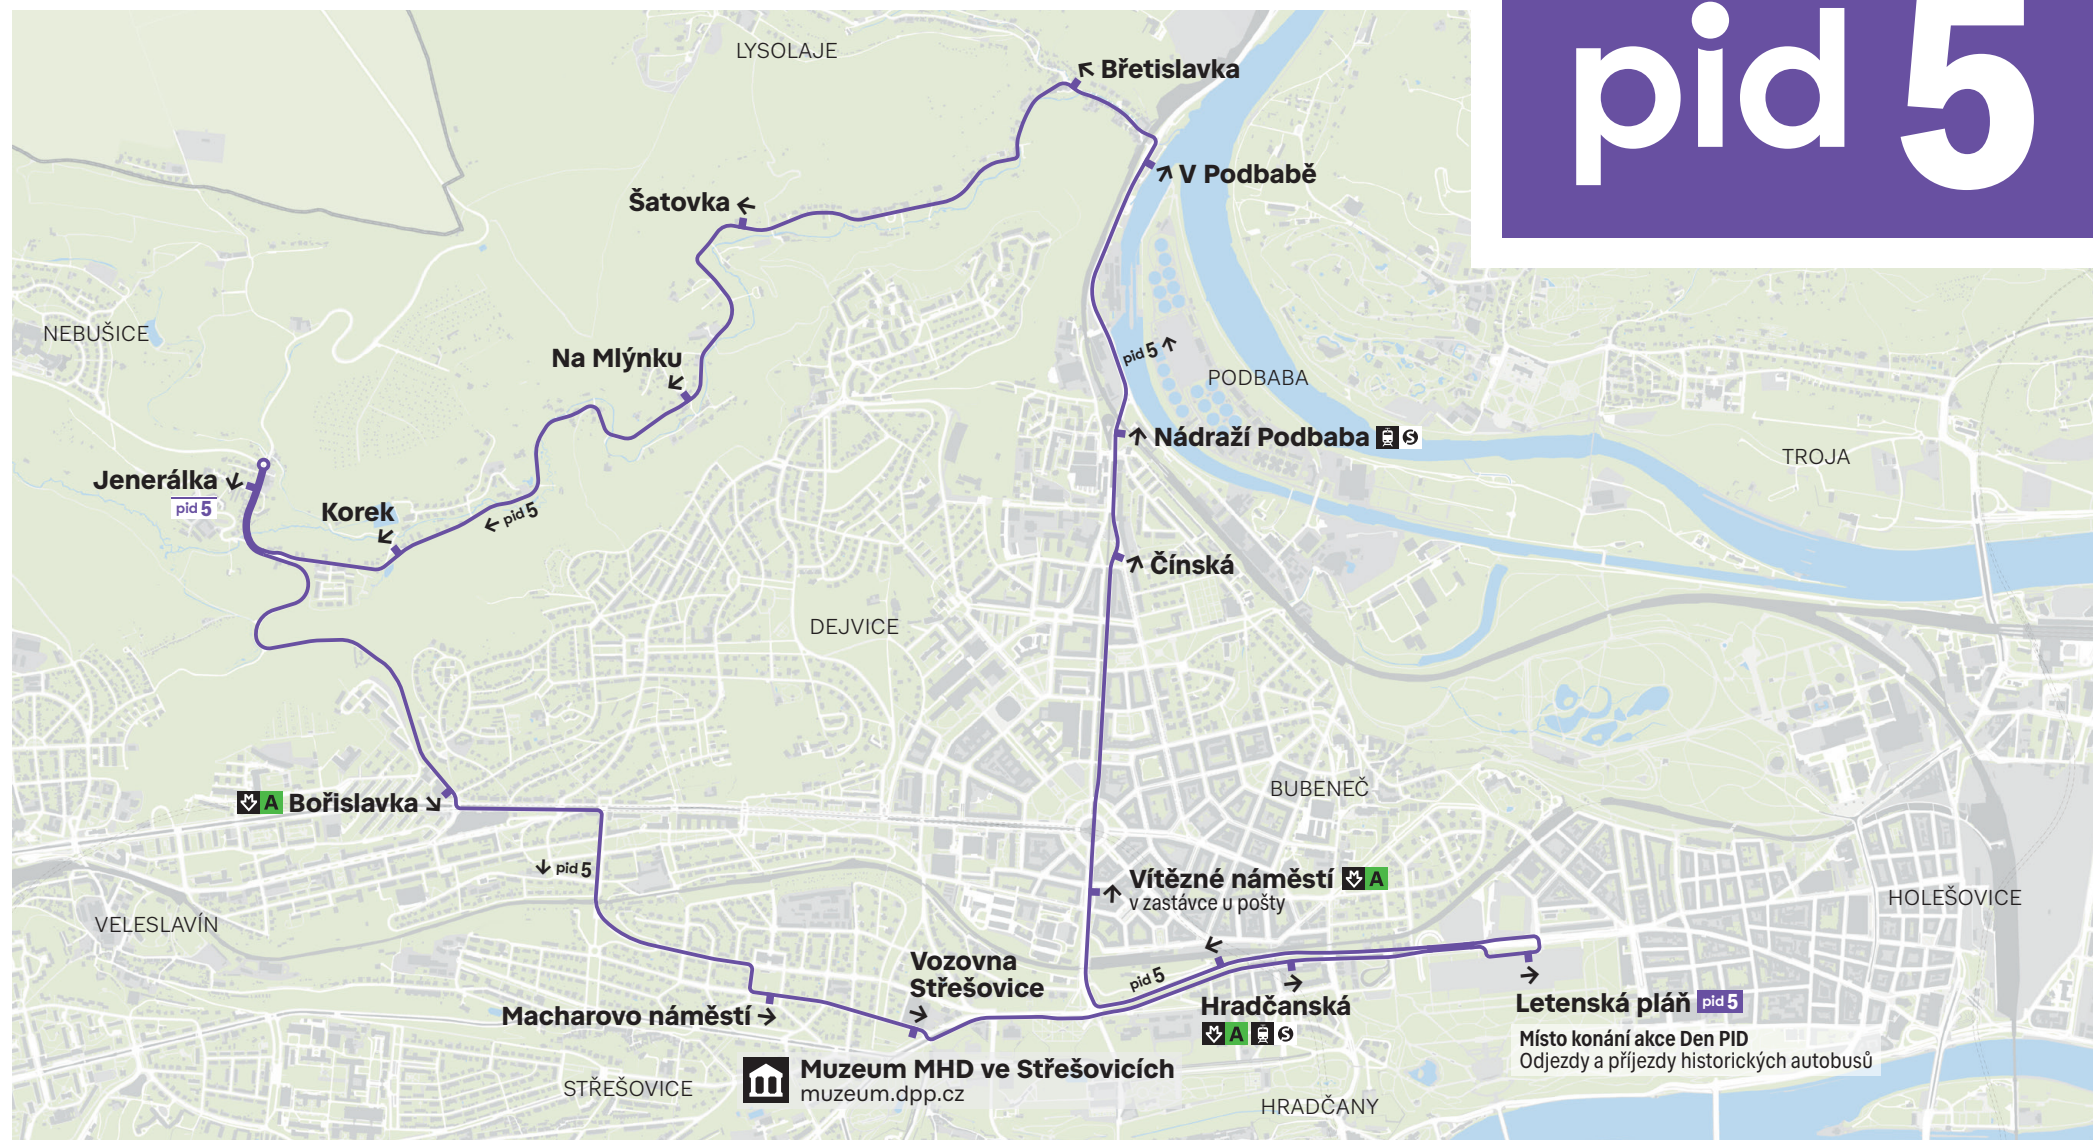 pid 5
LYSOLAJE
Břetislavka
V Podbabě
Šatovka
NEBUŠICE
Na Mlýnku
pid 5
PODBABA
Nádraží Podbaba S
TROJA
Jenerálka
pid 5
Korek
pid 5
Čínská
DEJVICE
BUBENEČ
A Bořislavka
pid 5
Vítězné náměstí A
v zastávce u pošty
HOLEŠOVICE
VELESLAVÍN
Vozovna
Střešovice
pid 5
Hradčanská
A S
Letenská pláň pid 5
Místo konání akce Den PID
Odjezdy a příjezdy historických autobusů
Macharovo náměstí
Muzeum MHD ve Střešovicích
muzeum.dpp.cz
STŘEŠOVICE
HRADČANY